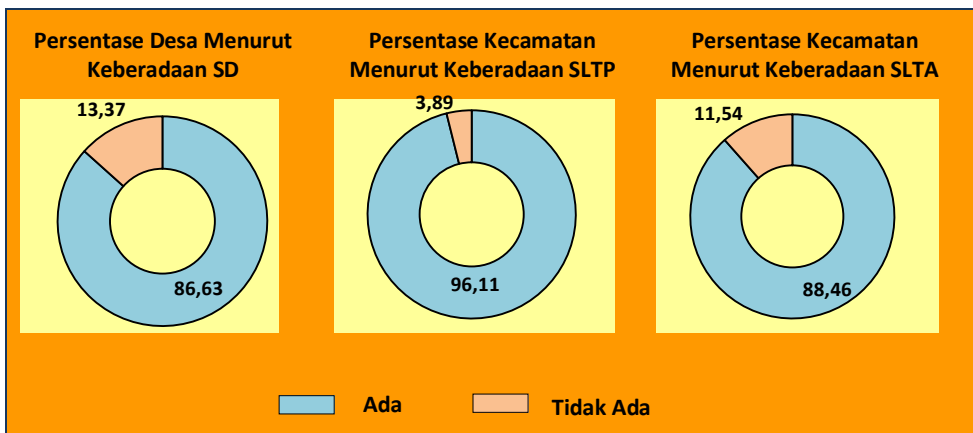 Persentase Desa Menurut
Keberadaan SD
13,37
86,63
Persentase Kecamatan
Menurut Keberadaan SLTP
3,89
96,11
Persentase Kecamatan
Menurut Keberadaan SLTA
11,54
88,46
Ada
Tidak Ada